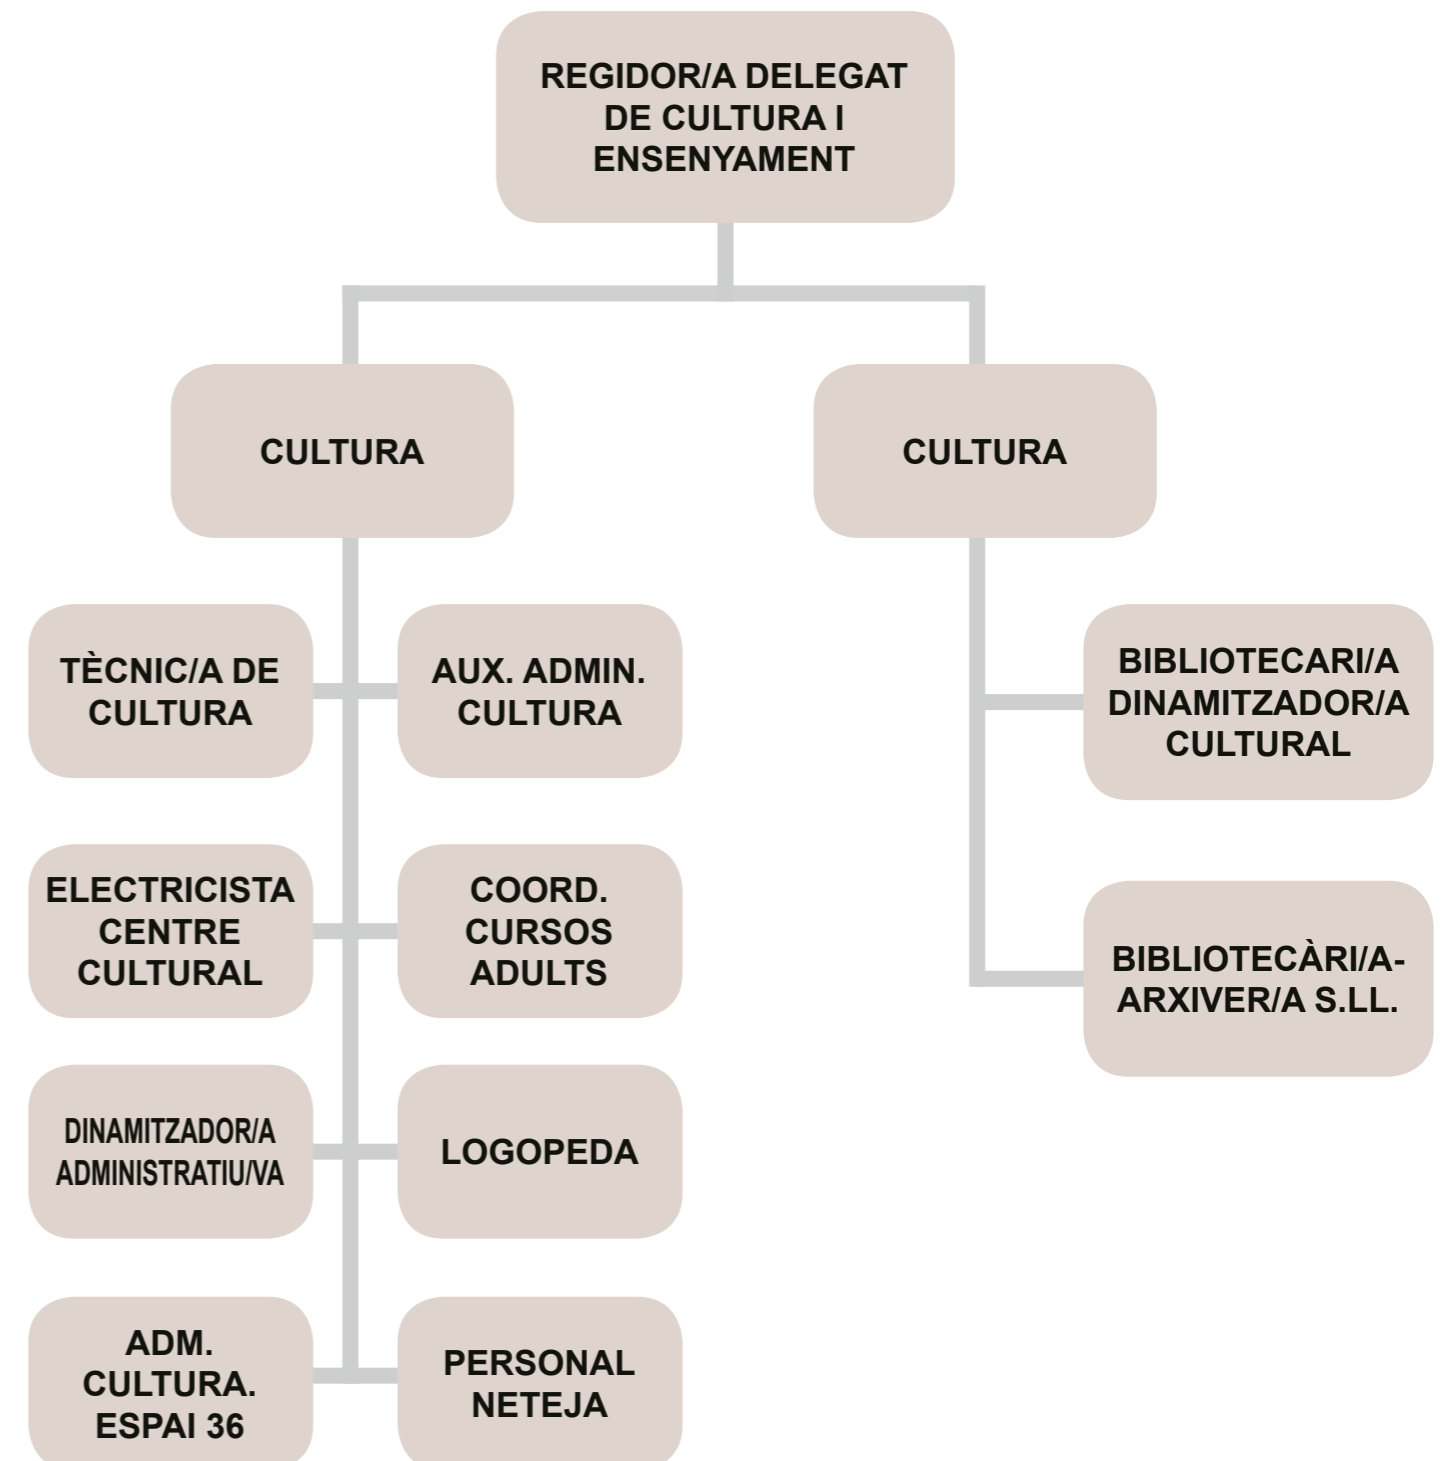 REGIDOR/A DELEGAT
DE CULTURA I
ENSENYAMENT
CULTURA
CULTURA
TÈCNIC/A DE
CULTURA
AUX. ADMIN.
CULTURA
BIBLIOTECARI/A
DINAMITZADOR/A
CULTURAL
ELECTRICISTA
CENTRE
CULTURAL
COORD.
CURSOS
ADULTS
BIBLIOTECÀRI/A-
ARXIVER/A S.LL.
DINAMITZADOR/A
ADMINISTRATIU/VA
LOGOPEDA
ADM.
CULTURA.
ESPAI 36
PERSONAL
NETEJA